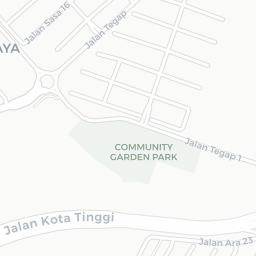 Jalan Sasa 16
Jalan Tegap
AYA
Jalan Tegap 1
COMMUNITY
GARDEN PARK
Jalan Kota Tinggi
Jalan Ara 23